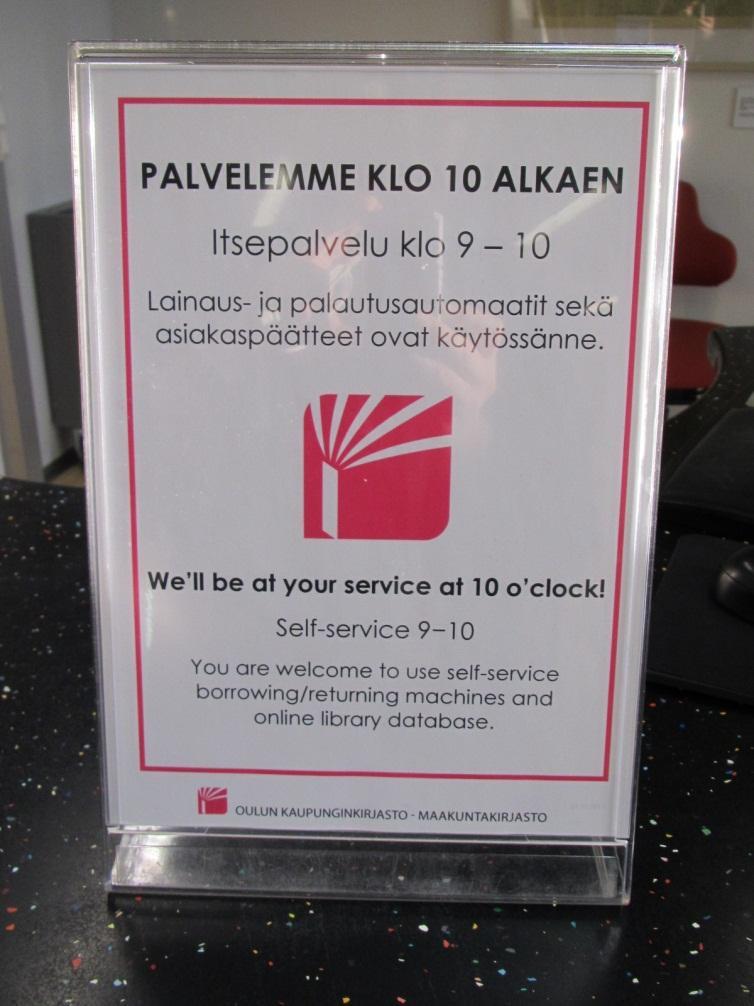 PALVELEMME KLO 10 ALKAEN
Itsepalvelu klo 9 – 10
Lainaus- ja palautusautomaatit sekä
asiakaspäätteet ovat käytössänne.
We'll be at your service at 10 o'clock!
Self-service 9–10
You are welcome to use self-service
borrowing/returning machines and
online library database.
OULUN KAUPUNGINKIRJASTO - MAAKUNTAKIRJASTO